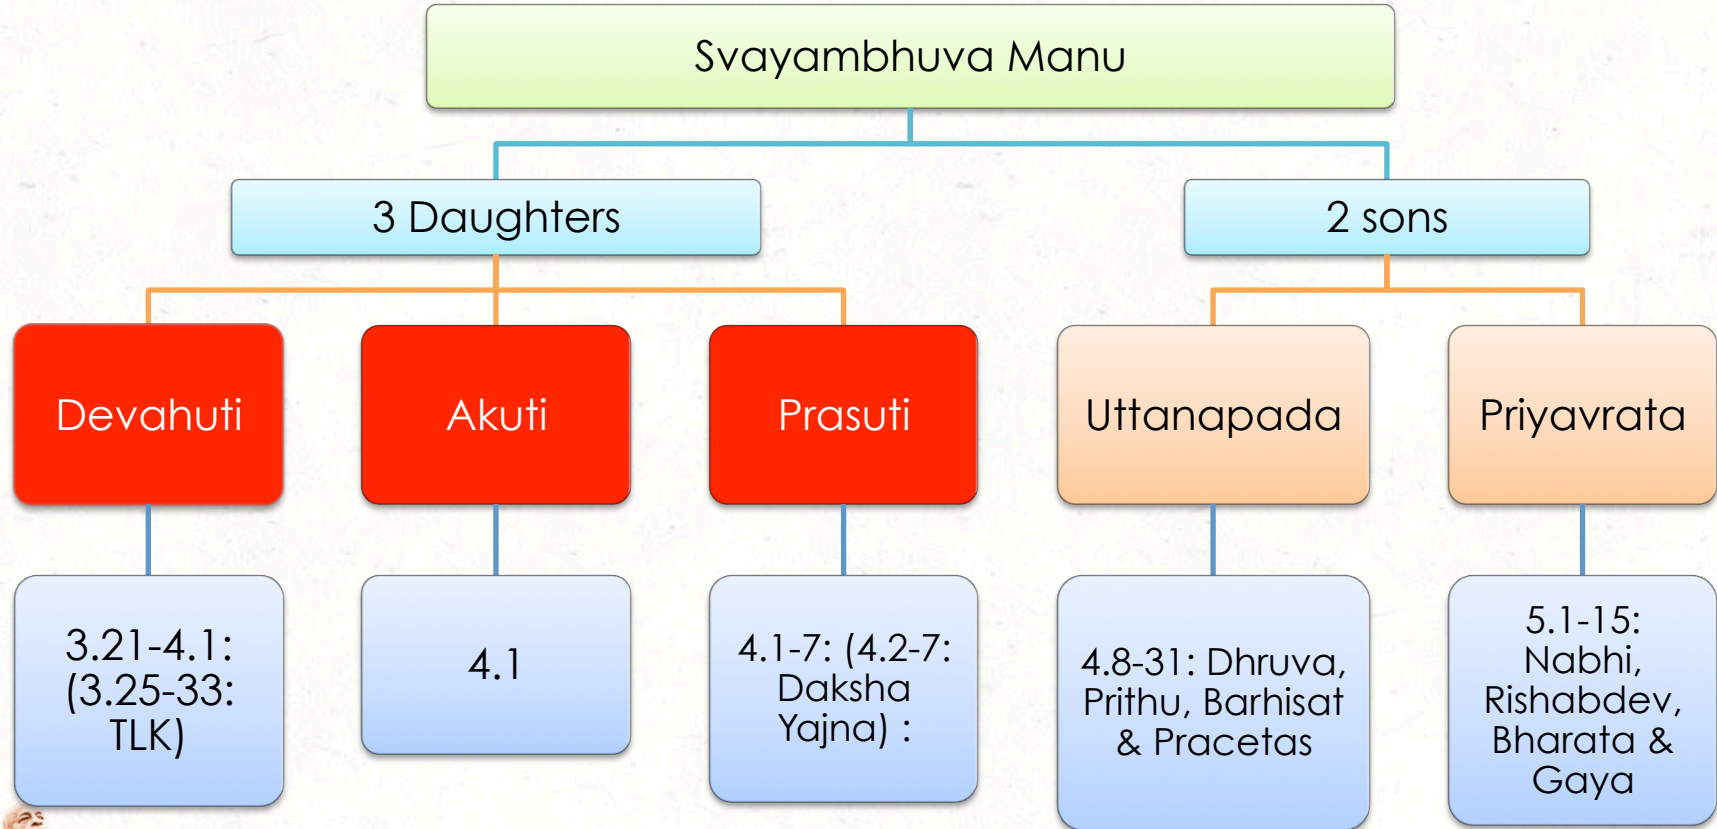 Svayambhuva Manu
3 Daughters
2 sons
Devahuti
Akuti
Prasuti
Uttanapada
Priyavrata
3.21-4.1:
(3.25-33:
TLK)
4.1
4.1-7: (4.2-7:
Daksha
Yajna) :
4.8-31: Dhruva,
Prithu, Barhisat
& Pracetas
5.1-15:
Nabhi,
Rishabdev,
Bharata &
Gaya